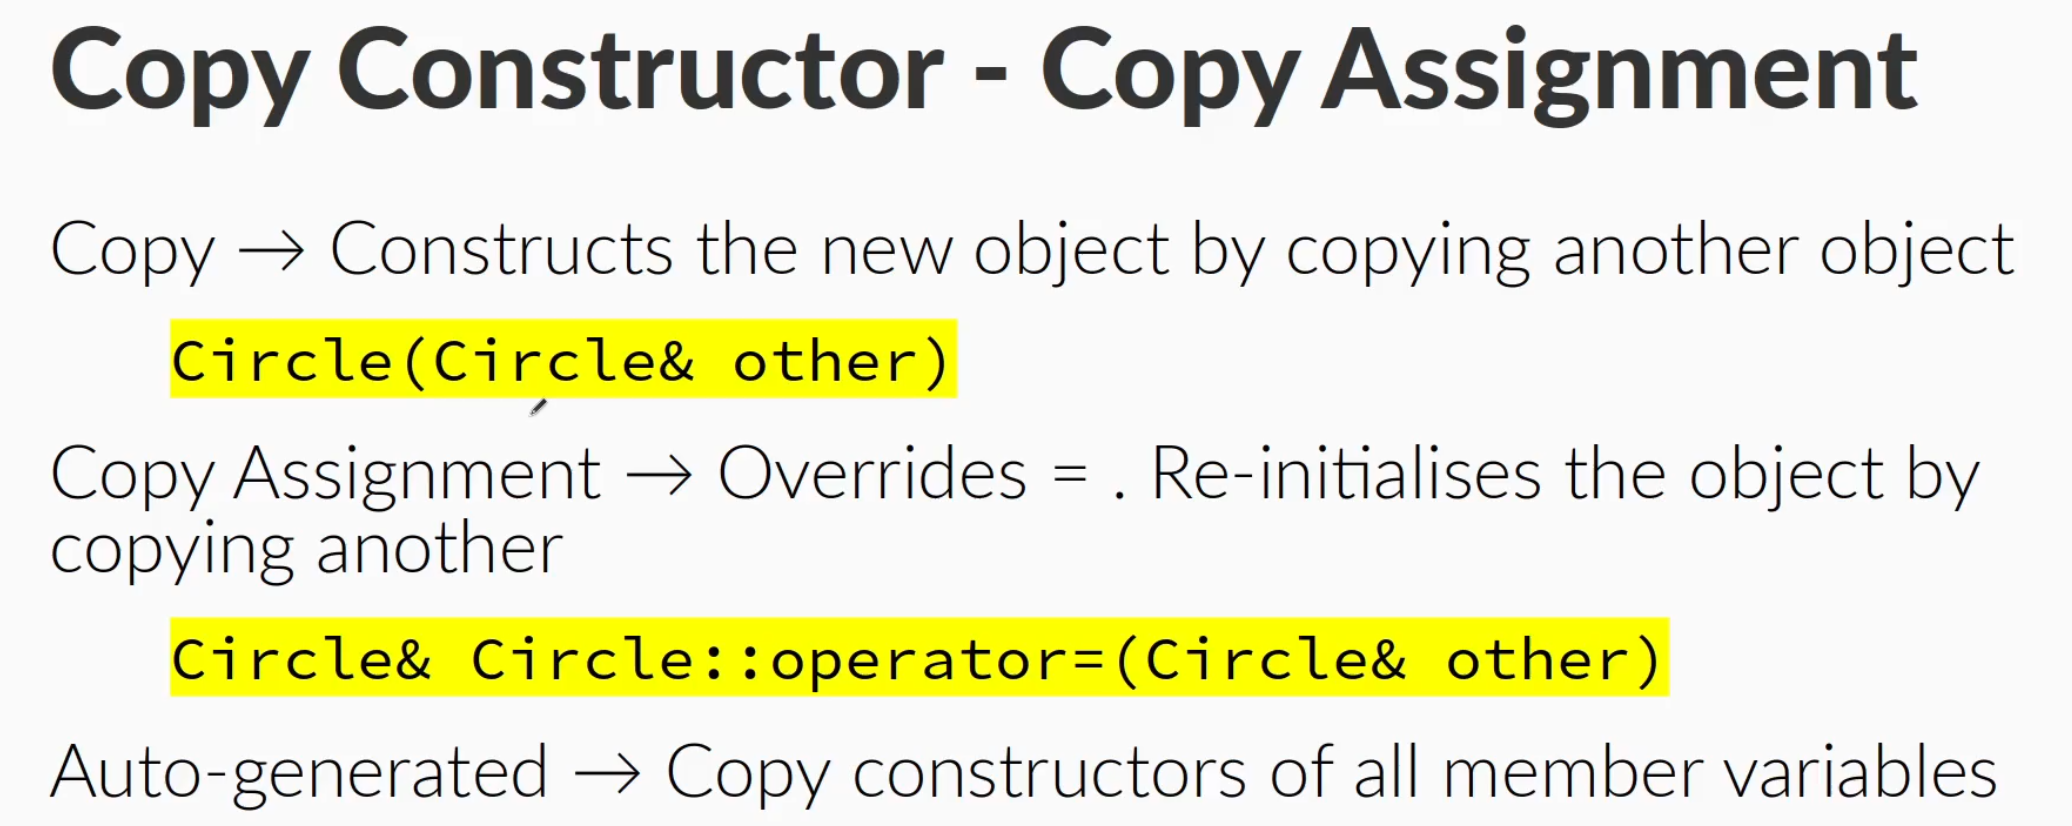 Copy Constructor - Copy Assignment
Copy → Constructs the new object by copying another object
Circle(Circle& other)
Copy Assignment → Overrides = . Re-initialises the object by
copying another
Circle& Circle::operator=(Circle& other)
Auto-generated → Copy constructors of all member variables